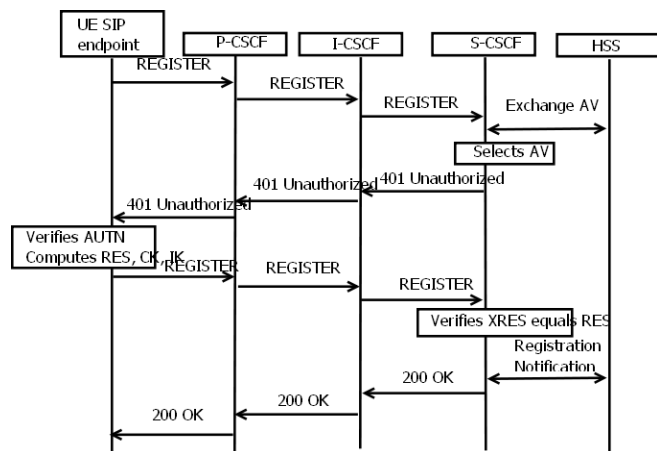 UE SIP
endpoint
P-CSCF
I-CSCF
S-CSCF
HSS
REGISTER
REGISTER
REGISTER
Exchange AV
Selects AV
401 Unauthorized
401 Unauthorized
401 Unauthorized
Verifies AUTN
Computes RES, CK, IK
REGISTER
REGISTER
REGISTER
Verifies XRES equals RES
Registration
Notification
200 OK
200 OK
200 OK